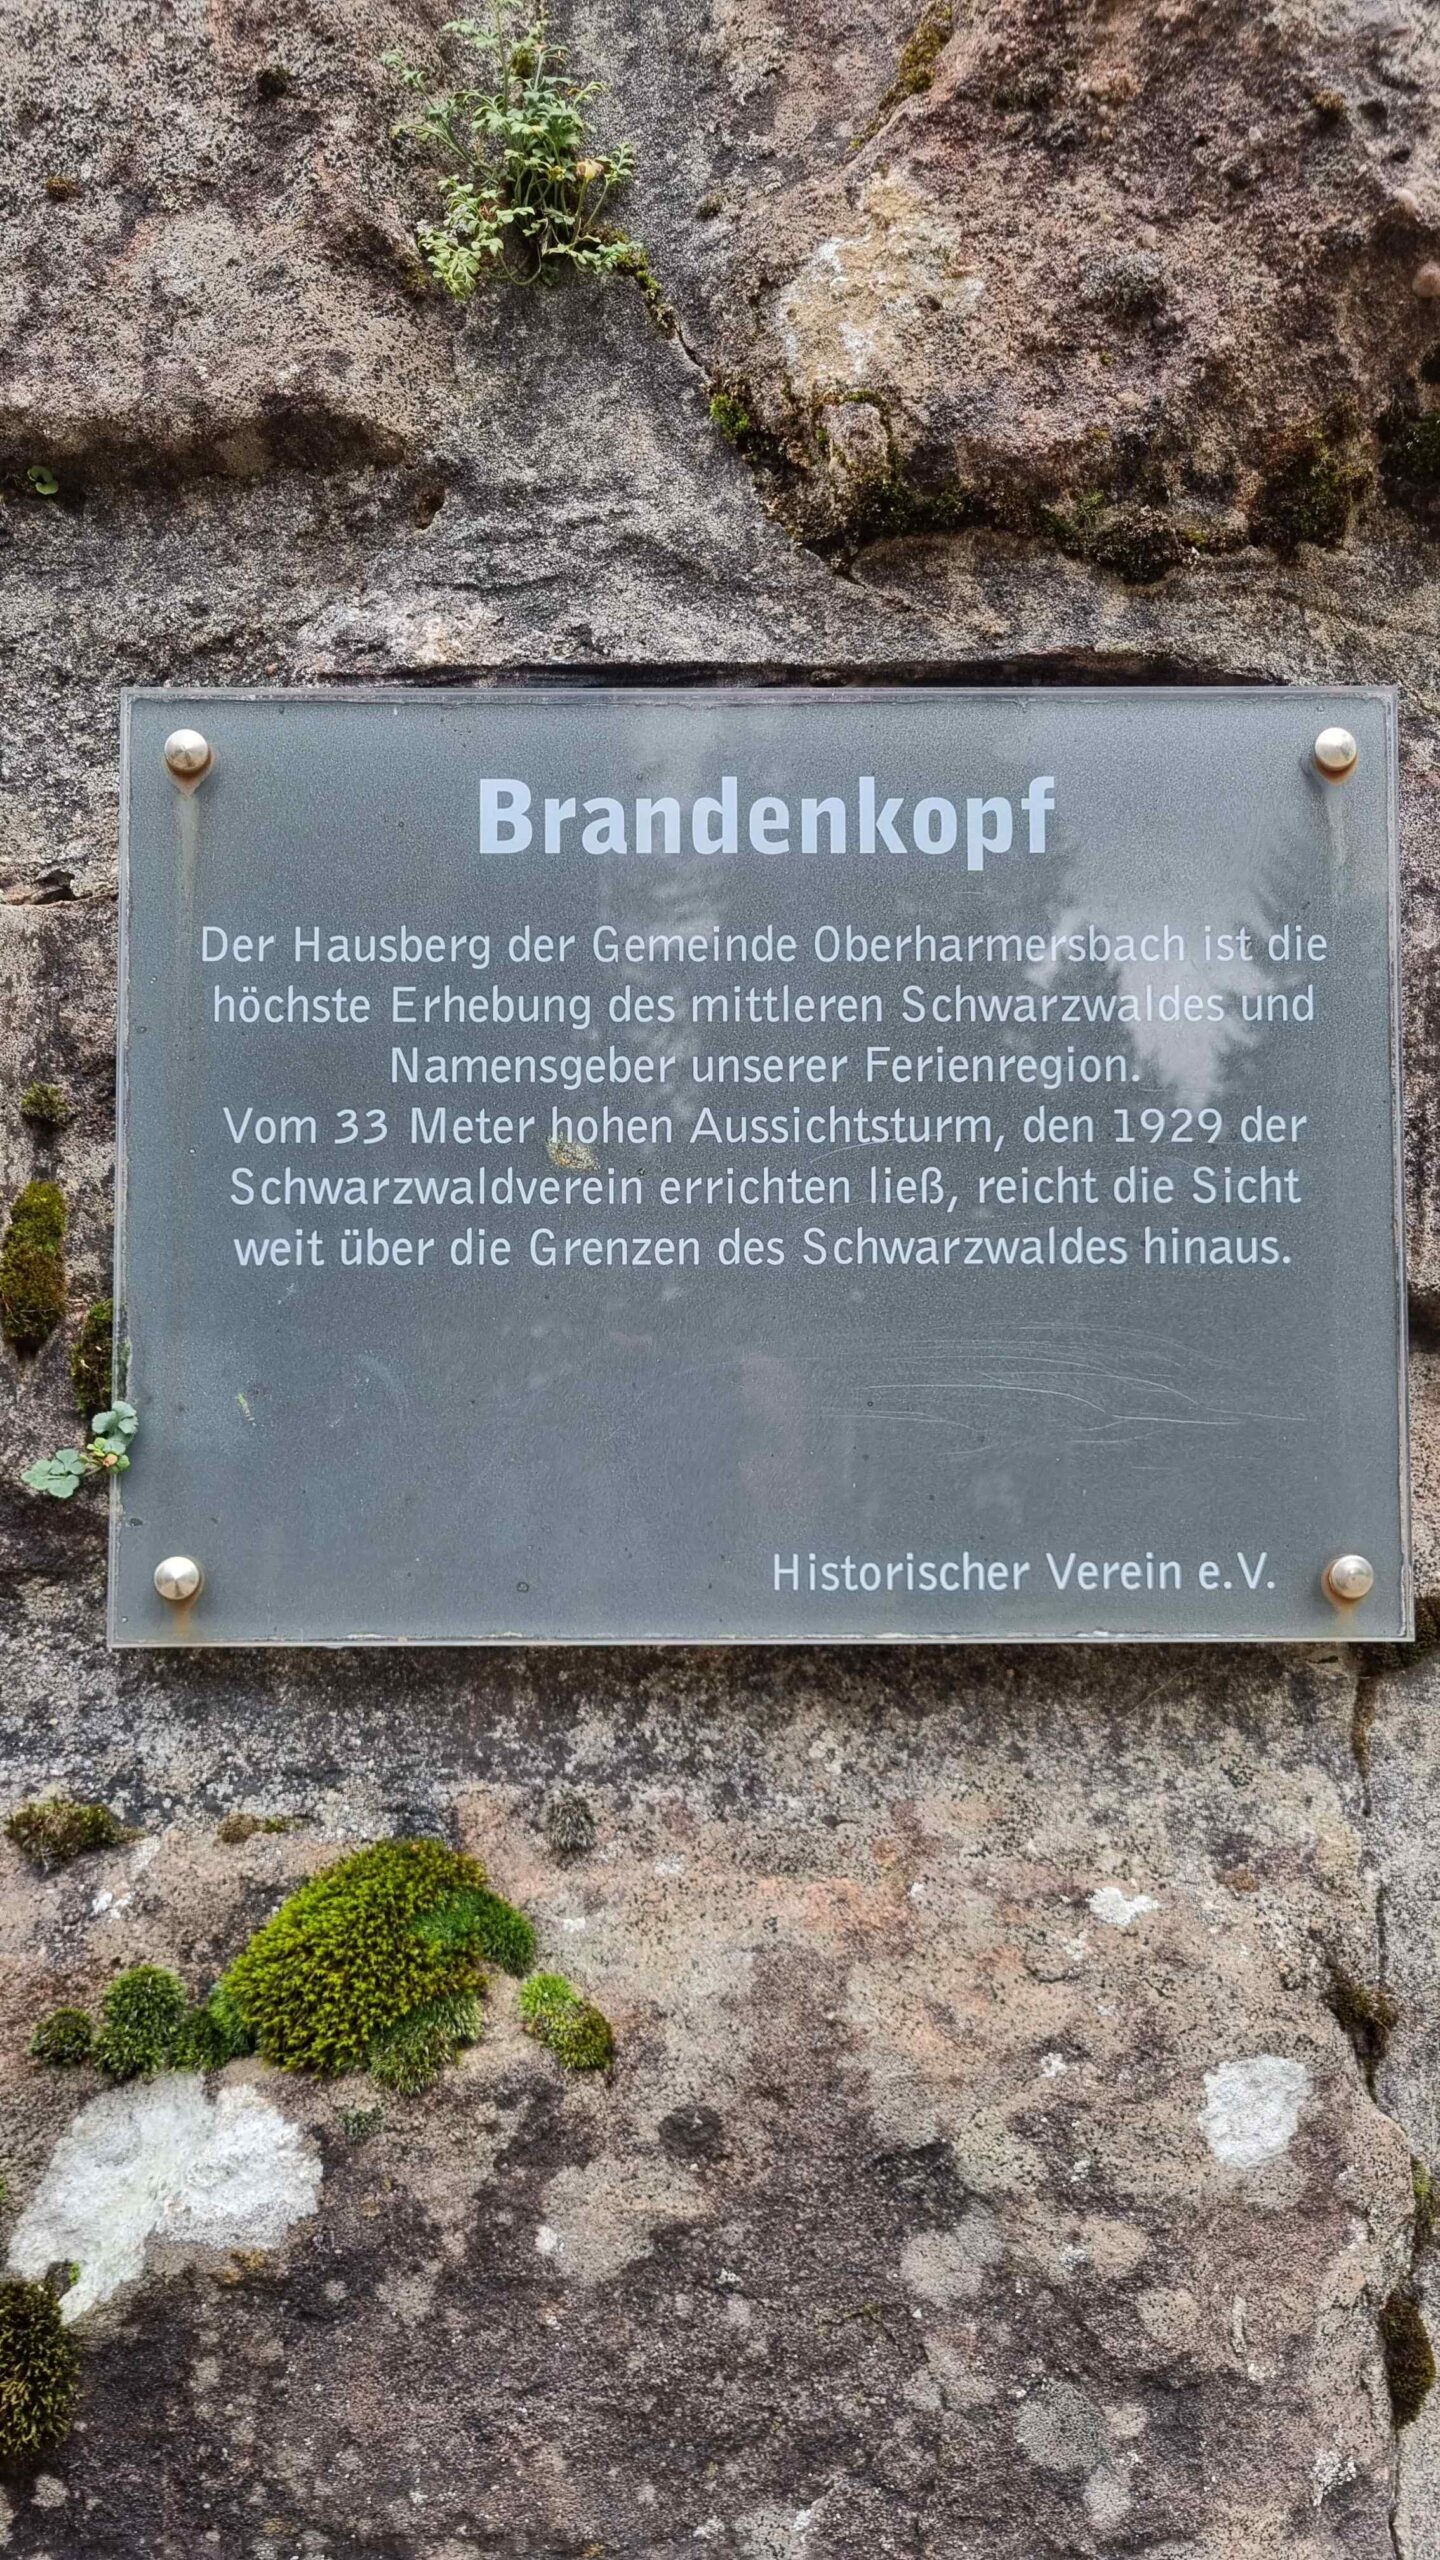 Brandenkopf
Der Hausberg der Gemeinde Oberharmersbach ist die
höchste Erhebung des mittleren Schwarzwaldes und
Namensgeber unserer Ferienregion.
Vom 33 Meter hohen Aussichtsturm, den 1929 der
Schwarzwaldverein errichten ließ, reicht die Sicht
weit über die Grenzen des Schwarzwaldes hinaus.
Historischer Verein e.V.